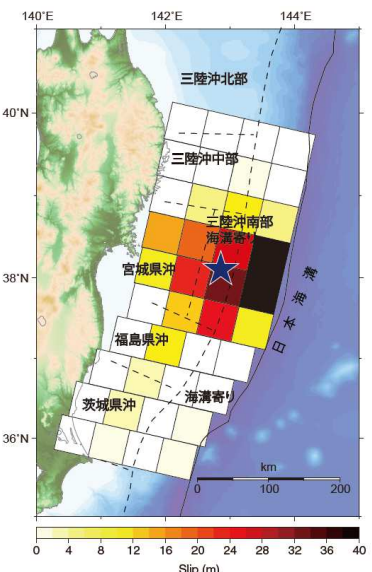 140˚E
142˚E
144˚E
三陸沖北部
40˚N
三陸沖中部
三陸沖南部
海溝寄り
宮城県沖
38˚N
日本海溝
福島県沖
海溝寄り
茨城県沖
36˚N
km
0 100 200
0 4 8 12 16 20 24 28 32 36 40
Slip (m)